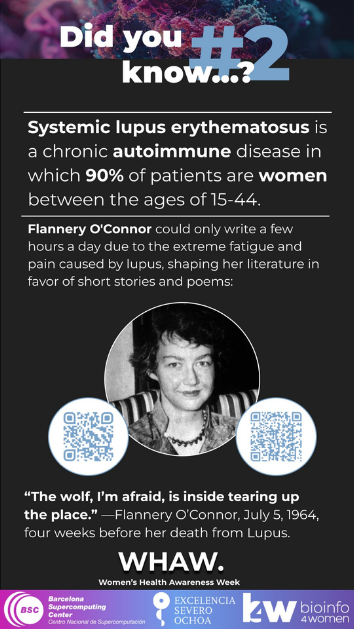 Did you #2
know...?
Systemic lupus erythematosus is
a chronic autoimmune disease in
which 90% of patients are women
between the ages of 15-44.
Flannery O'Connor could only write a few
hours a day due to the extreme fatigue and
pain caused by lupus, shaping her literature in
favor of short stories and poems:
“The wolf, I’m afraid, is inside tearing up
the place.” —Flannery O’Connor, July 5, 1964,
four weeks before her death from Lupus.
WHAW.
Women's Health Awareness Week
BSC
Barcelona
Supercomputing
Center
Centro Nacional de Supercomputación
EXCELENCIA
SEVERO
OCHOA
b4w
bioinfo
4women